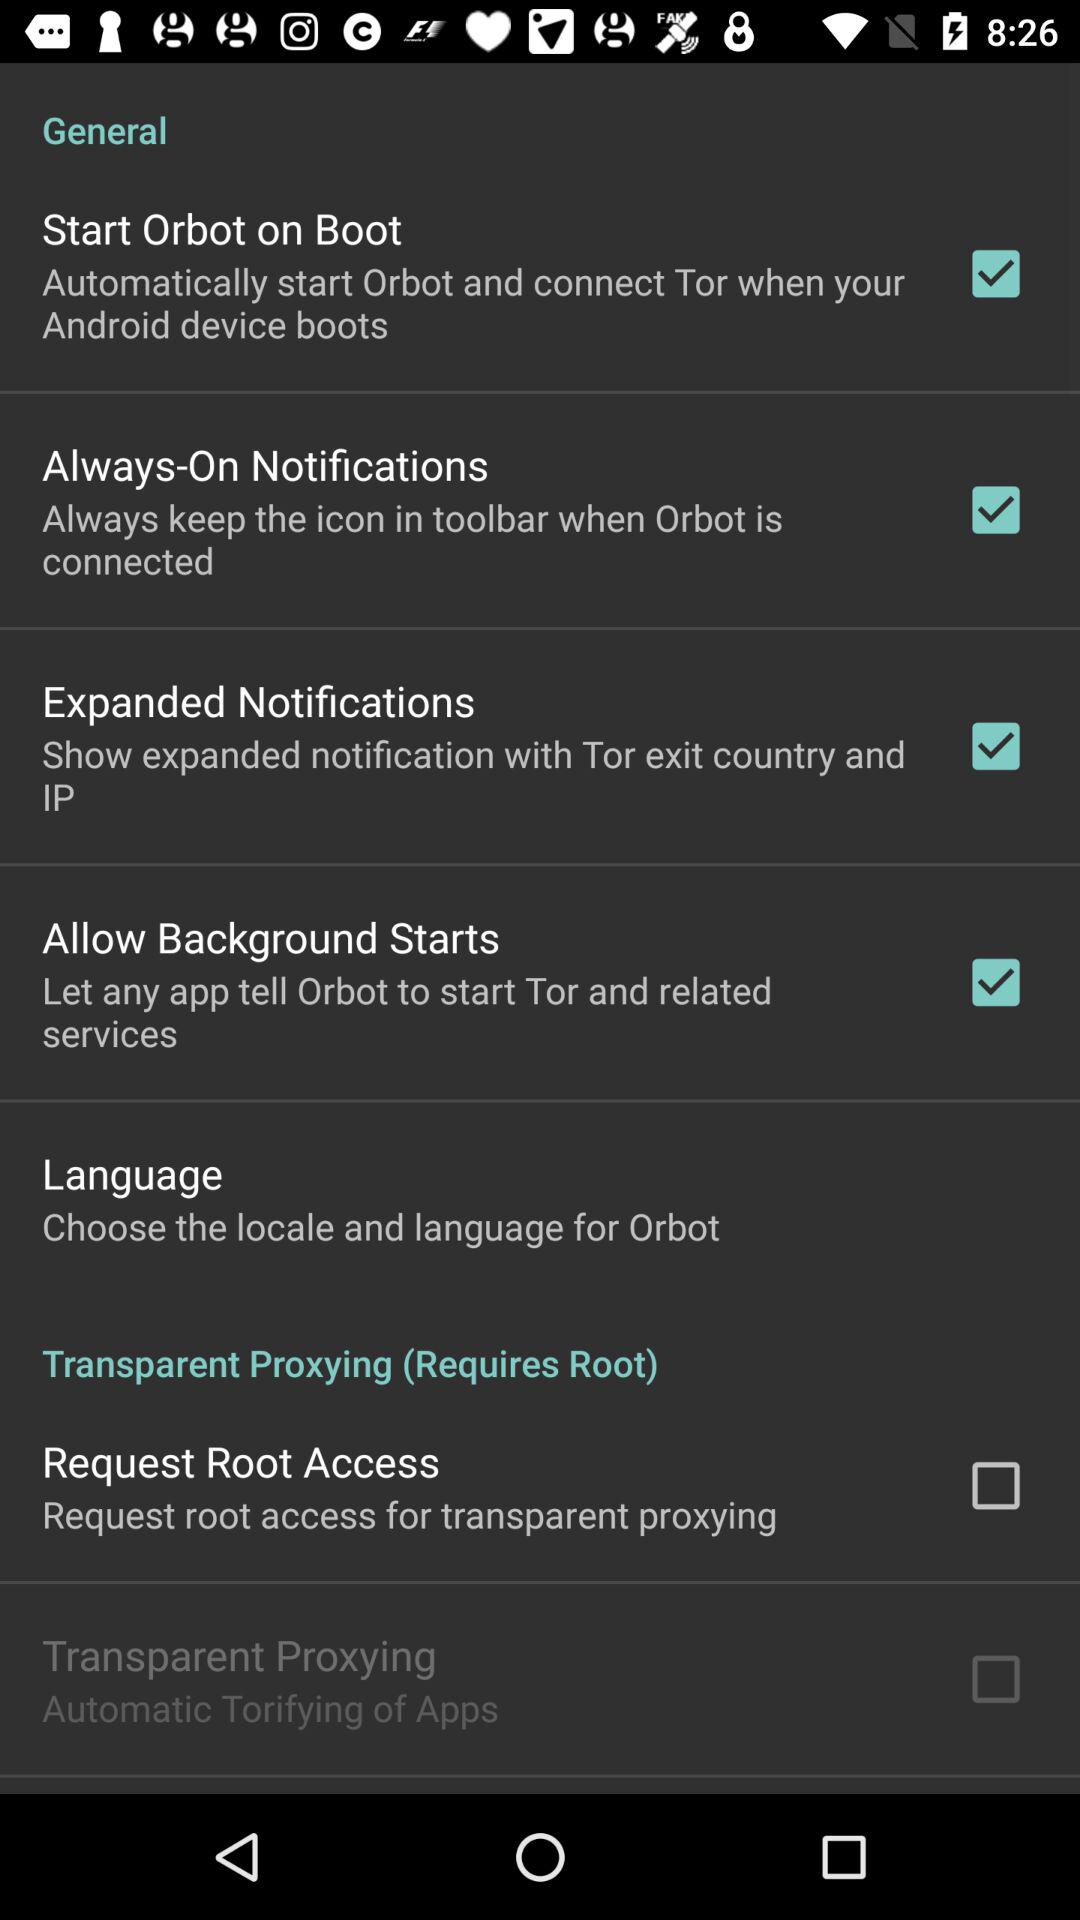 FAKE
8:26
General
Start Orbot on Boot
Automatically start Orbot and connect Tor when your
Android device boots
Always-On Notifications
Always keep the icon in toolbar when Orbot is
connected
Expanded Notifications
Show expanded notification with Tor exit country and
IP
Allow Background Starts
Let any app tell Orbot to start Tor and related
services
Language
Choose the locale and language for Orbot
Transparent Proxying (Requires Root)
Request Root Access
Request root access for transparent proxying
Transparent Proxying
Automatic Torifying of Apps